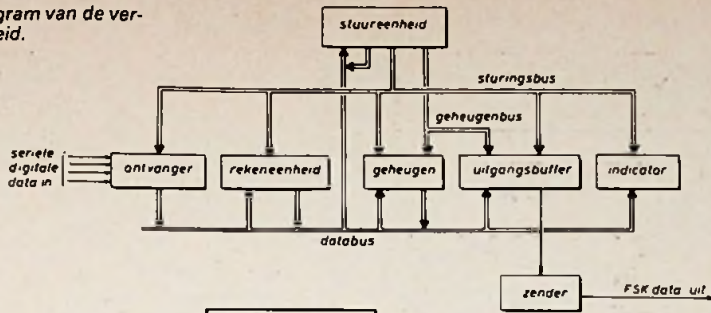 gram van de ver-
eid.
stuureenheid
sturingsbus
geheugenbus
seriele
digitale
data in
ontvanger
rekeneenheid
geheugen
uitgangsbuffer
indicator
databus
zender
FSK data uit